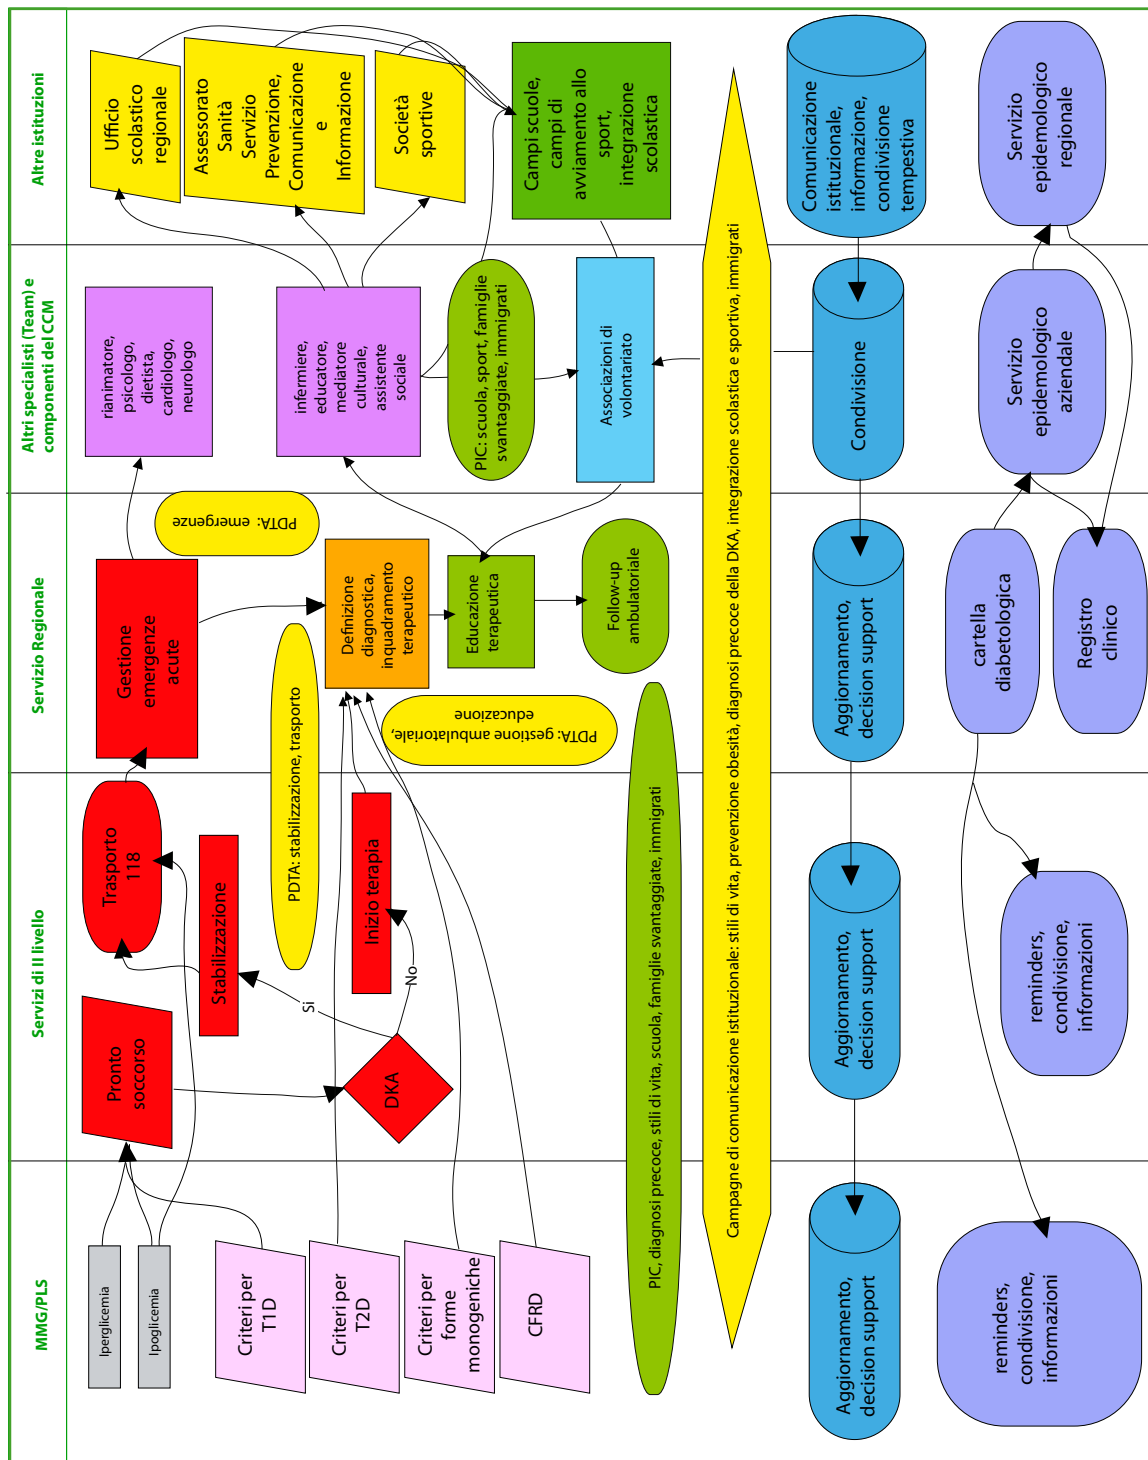 MMG/PLS
Servizi di II livello
Servizio Regionale
Altri specialisti (Team) e
componenti del CCM
Altre istituzioni
Iperglicemia
Ipoglicemia
Criteri per
T1D
Criteri per
T2D
Criteri per
forme
monogeniche
CFRD
Pronto
soccorso
Trasporto
118
Stabilizzazione
Si
DKA
No
Inizio terapia
PDTA: stabilizzazione, trasporto
Gestione
emergenze
acute
PDTA: emergenze
Definizione
diagnostica,
inquadramento
terapeutico
PDTA: gestione ambulatoriale,
educazione
Educazione
terapeutica
Follow-up
ambulatoriale
rianimatore,
psicologo,
dietista,
cardiologo,
neurologo
infermiere,
educatore,
mediatore
culturale,
assistente
sociale
PIC: scuola, sport, famiglie
svantaggiate, immigrati
Associazioni di
volontariato
Ufficio
scolastico
regionale
Assessorato
Sanità
Servizio
Prevenzione,
Comunicazione
e
Informazione
Società
sportive
Campi scuole,
campi di
avviamento allo
sport,
integrazione
scolastica
PIC, diagnosi precoce, stili di vita, scuola, famiglie svantaggiate, immigrati
Campagne di comunicazione istituzionale: stili di vita, prevenzione obesità, diagnosi precoce della DKA, integrazione scolastica e sportiva, immigrati
Aggiornamento,
decision support
Aggiornamento,
decision support
Aggiornamento,
decision support
Condivisione
Comunicazione
istituzionale,
informazione,
condivisione
tempestiva
reminders,
condivisione,
informazioni
reminders,
condivisione,
informazioni
cartella
diabetologica
Registro
clinico
Servizio
epidemologico
aziendale
Servizio
epidemologico
regionale